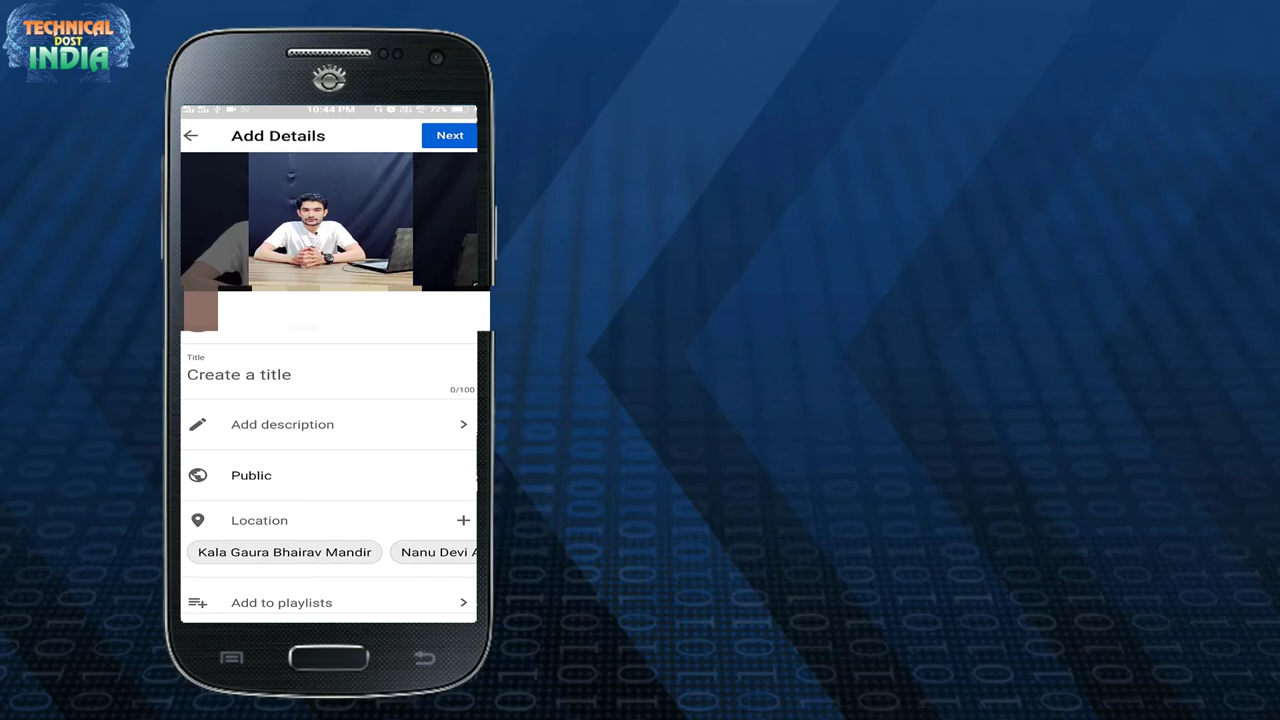 TECHNICAL
DOST
INDIA
10:44 PM
72%
Add Details
Next
Title
Create a title
0/100
Add description
Public
Location
Kala Gaura Bhairav Mandir
Nanu Devi A
Add to playlists